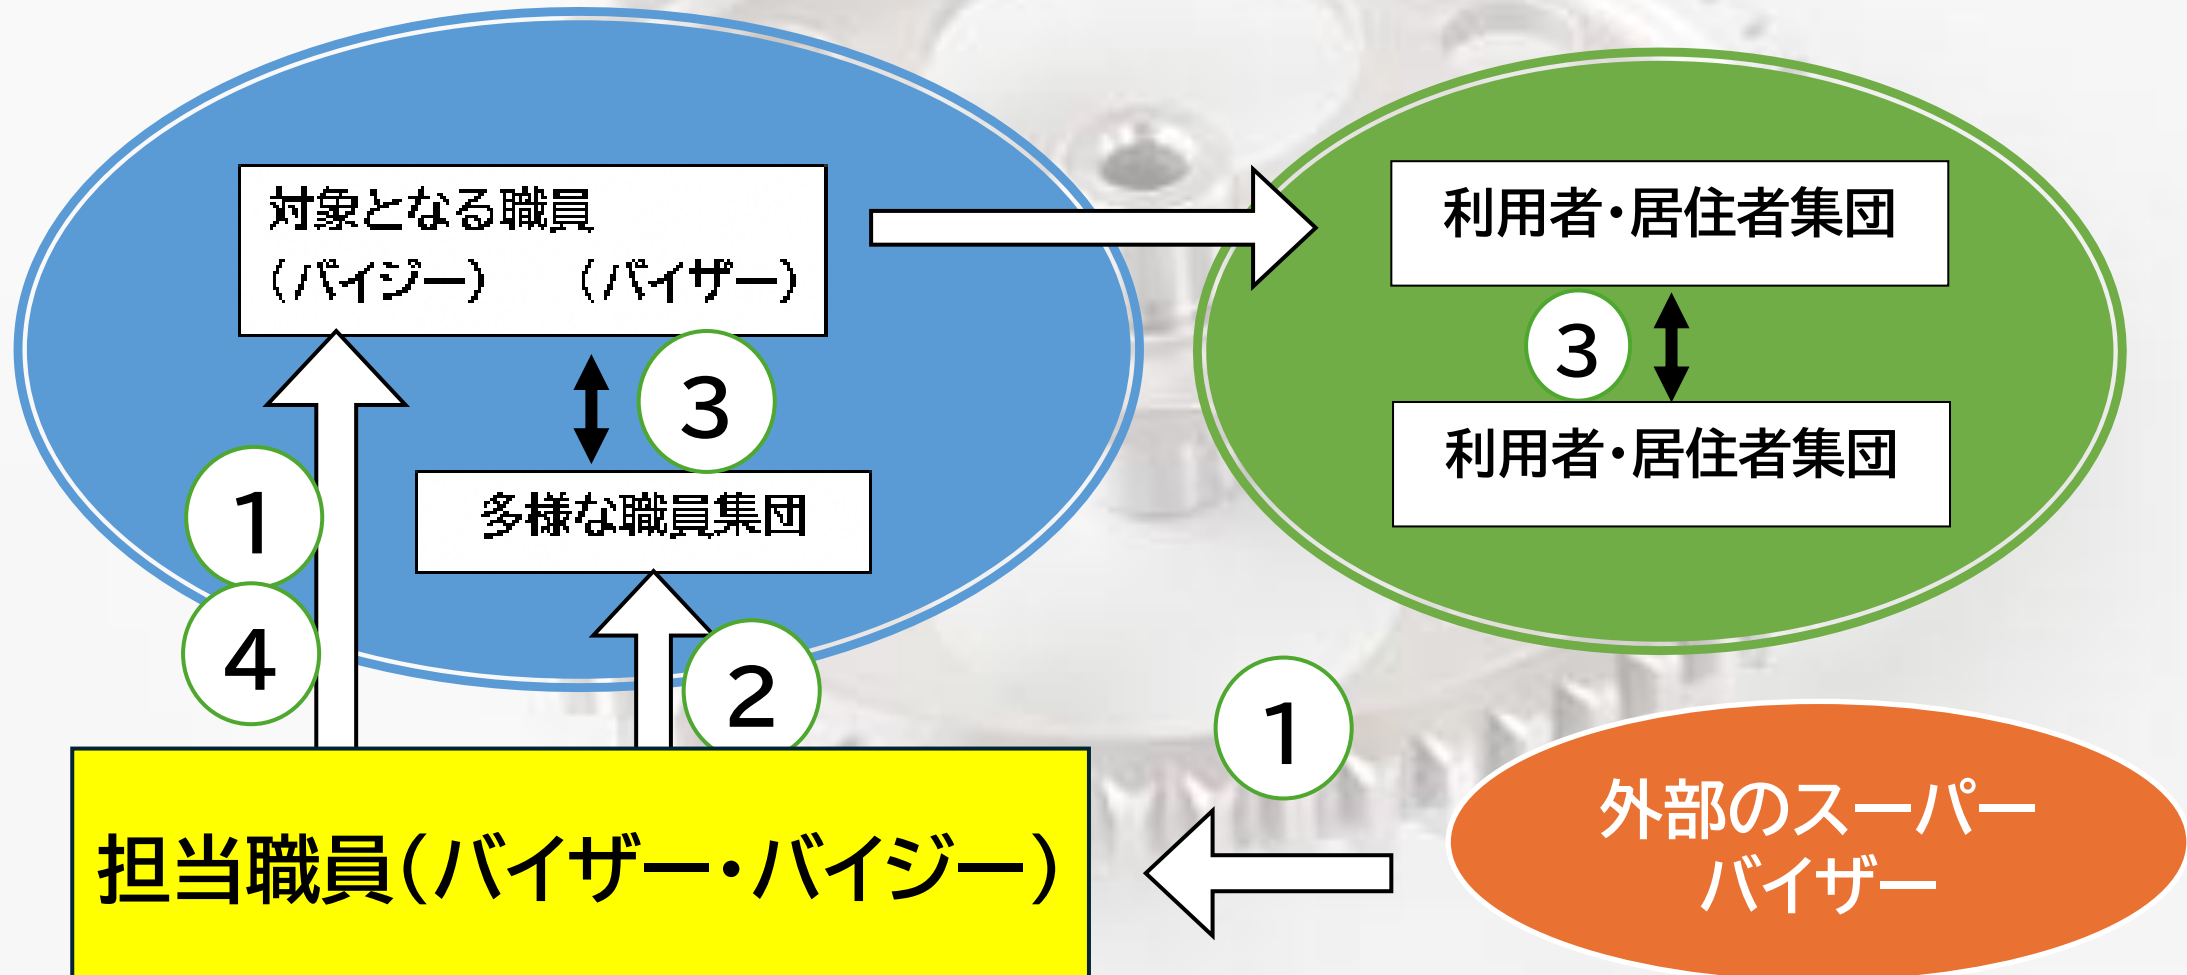 対象となる職員
（バイジー）　（バイザー）
3
多様な職員集団
1
4
2
利用者・居住者集団
3
利用者・居住者集団
1
担当職員（バイザー・バイジー）
外部のスーパー
バイザー